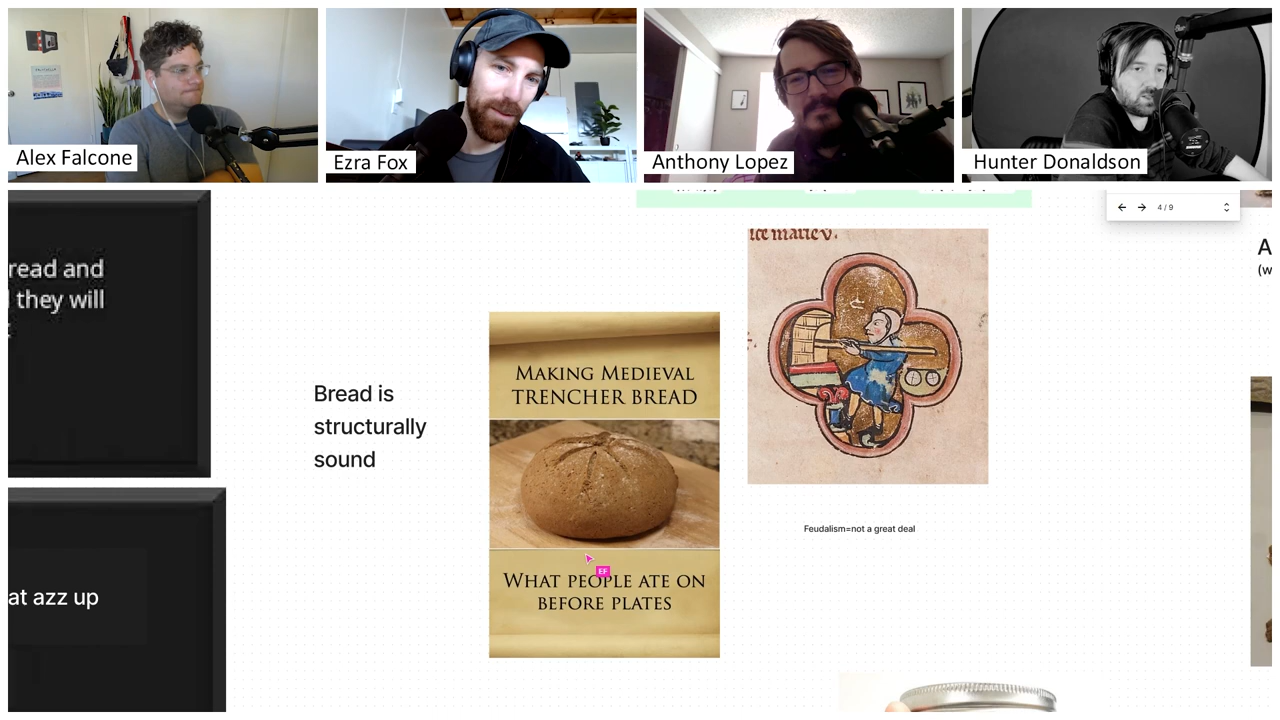 Alex Falcone
Ezra Fox
Anthony Lopez
Hunter Donaldson
4 / 9
read and
they will
Bread is
structurally
sound
MAKING MEDIEVAL
TRENCHER BREAD
WHAT PEOPLE ATE ON
BEFORE PLATES
EF
Feudalism=not a great deal
at azz up
A
(w